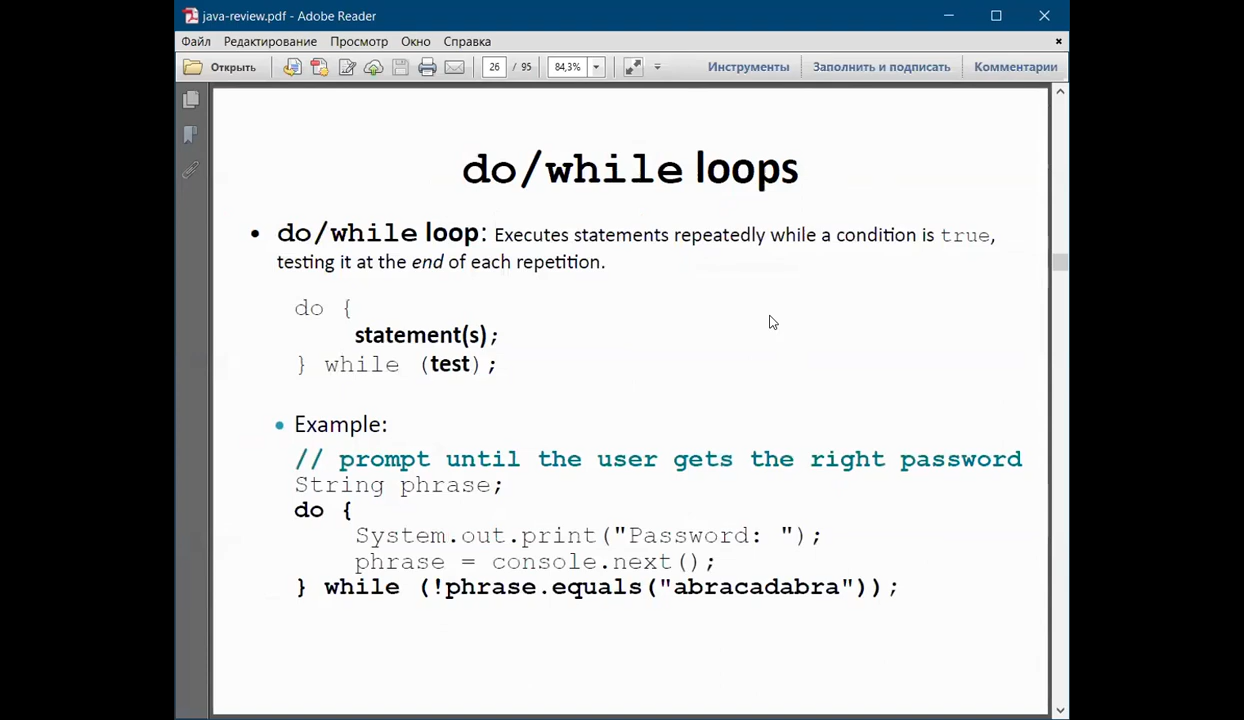 java-review.pdf - Adobe Reader
Файл Редактирование Просмотр Окно Справка
Открыть 26 / 95 84,3% Инструменты Заполнить и подписать Комментарии
do/while loops
• do/while loop: Executes statements repeatedly while a condition is true,
testing it at the end of each repetition.
do {
statement(s);
} while (test);
• Example:
// prompt until the user gets the right password
String phrase;
do {
System.out.print("Password: ");
phrase = console.next();
} while (!phrase.equals("abracadabra"));